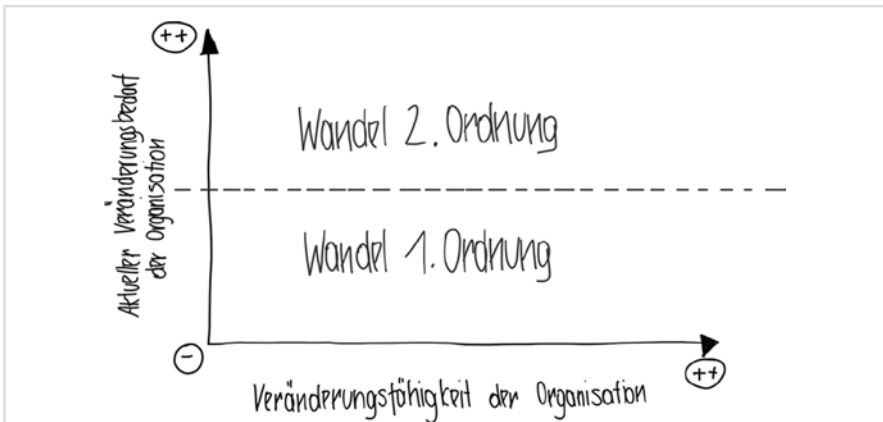 ++
Aktueller Veränderungsbedarf
der Organisation
Wandel 2. Ordnung
Wandel 1. Ordnung
-
++
Veränderungsfähigkeit der Organisation